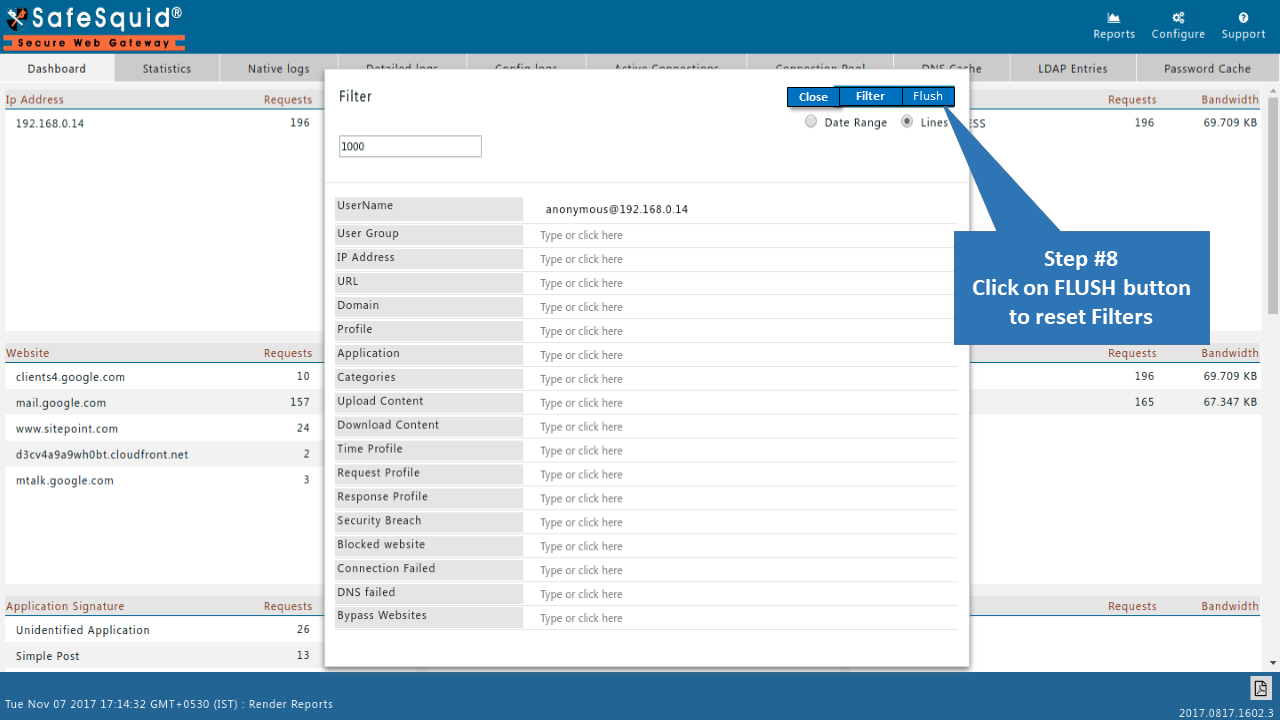 SafeSquid®
Secure Web Gateway
Reports Configure Support
Dashboard Statistics Native logs Detailed logs Config logs Active Connections Connection Pool DNS Cache LDAP Entries Password Cache
Ip Address Requests
192.168.0.14 196
Requests Bandwidth
ESS 196 69.709 KB
Filter
Close Filter Flush
Date Range Lines
1000
UserName anonymous@192.168.0.14
User Group Type or click here
IP Address Type or click here
URL Type or click here
Domain Type or click here
Profile Type or click here
Application Type or click here
Categories Type or click here
Upload Content Type or click here
Download Content Type or click here
Time Profile Type or click here
Request Profile Type or click here
Response Profile Type or click here
Security Breach Type or click here
Blocked website Type or click here
Connection Failed Type or click here
DNS failed Type or click here
Bypass Websites Type or click here
Step #8
Click on FLUSH button
to reset Filters
Website Requests
clients4.google.com 10
mail.google.com 157
www.sitepoint.com 24
d3cv4a9a9wh0bt.cloudfront.net 2
mtalk.google.com 3
Requests Bandwidth
196 69.709 KB
165 67.347 KB
Application Signature Requests
Unidentified Application 26
Simple Post 13
Requests Bandwidth
Tue Nov 07 2017 17:14:32 GMT+0530 (IST) : Render Reports
2017.0817.1602.3